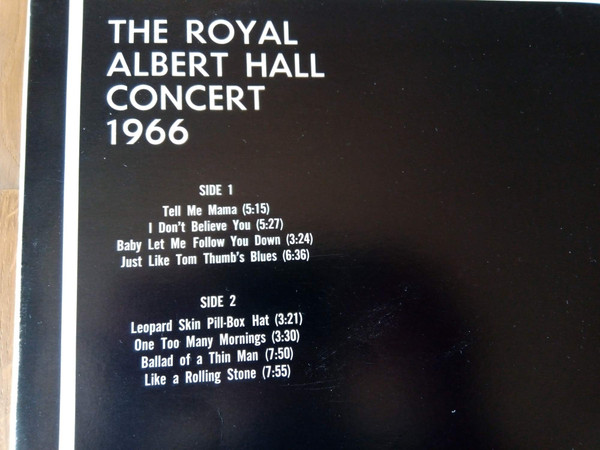 THE ROYAL
ALBERT HALL
CONCERT
1966
SIDE 1
Tell Me Mama (5:15)
I Don't Believe You (5:27)
Baby Let Me Follow You Down (3:24)
Just Like Tom Thumb's Blues (6:36)
SIDE 2
Leopard Skin Pill-Box Hat (3:21)
One Too Many Mornings (3:30)
Ballad of a Thin Man (7:50)
Like a Rolling Stone (7:55)